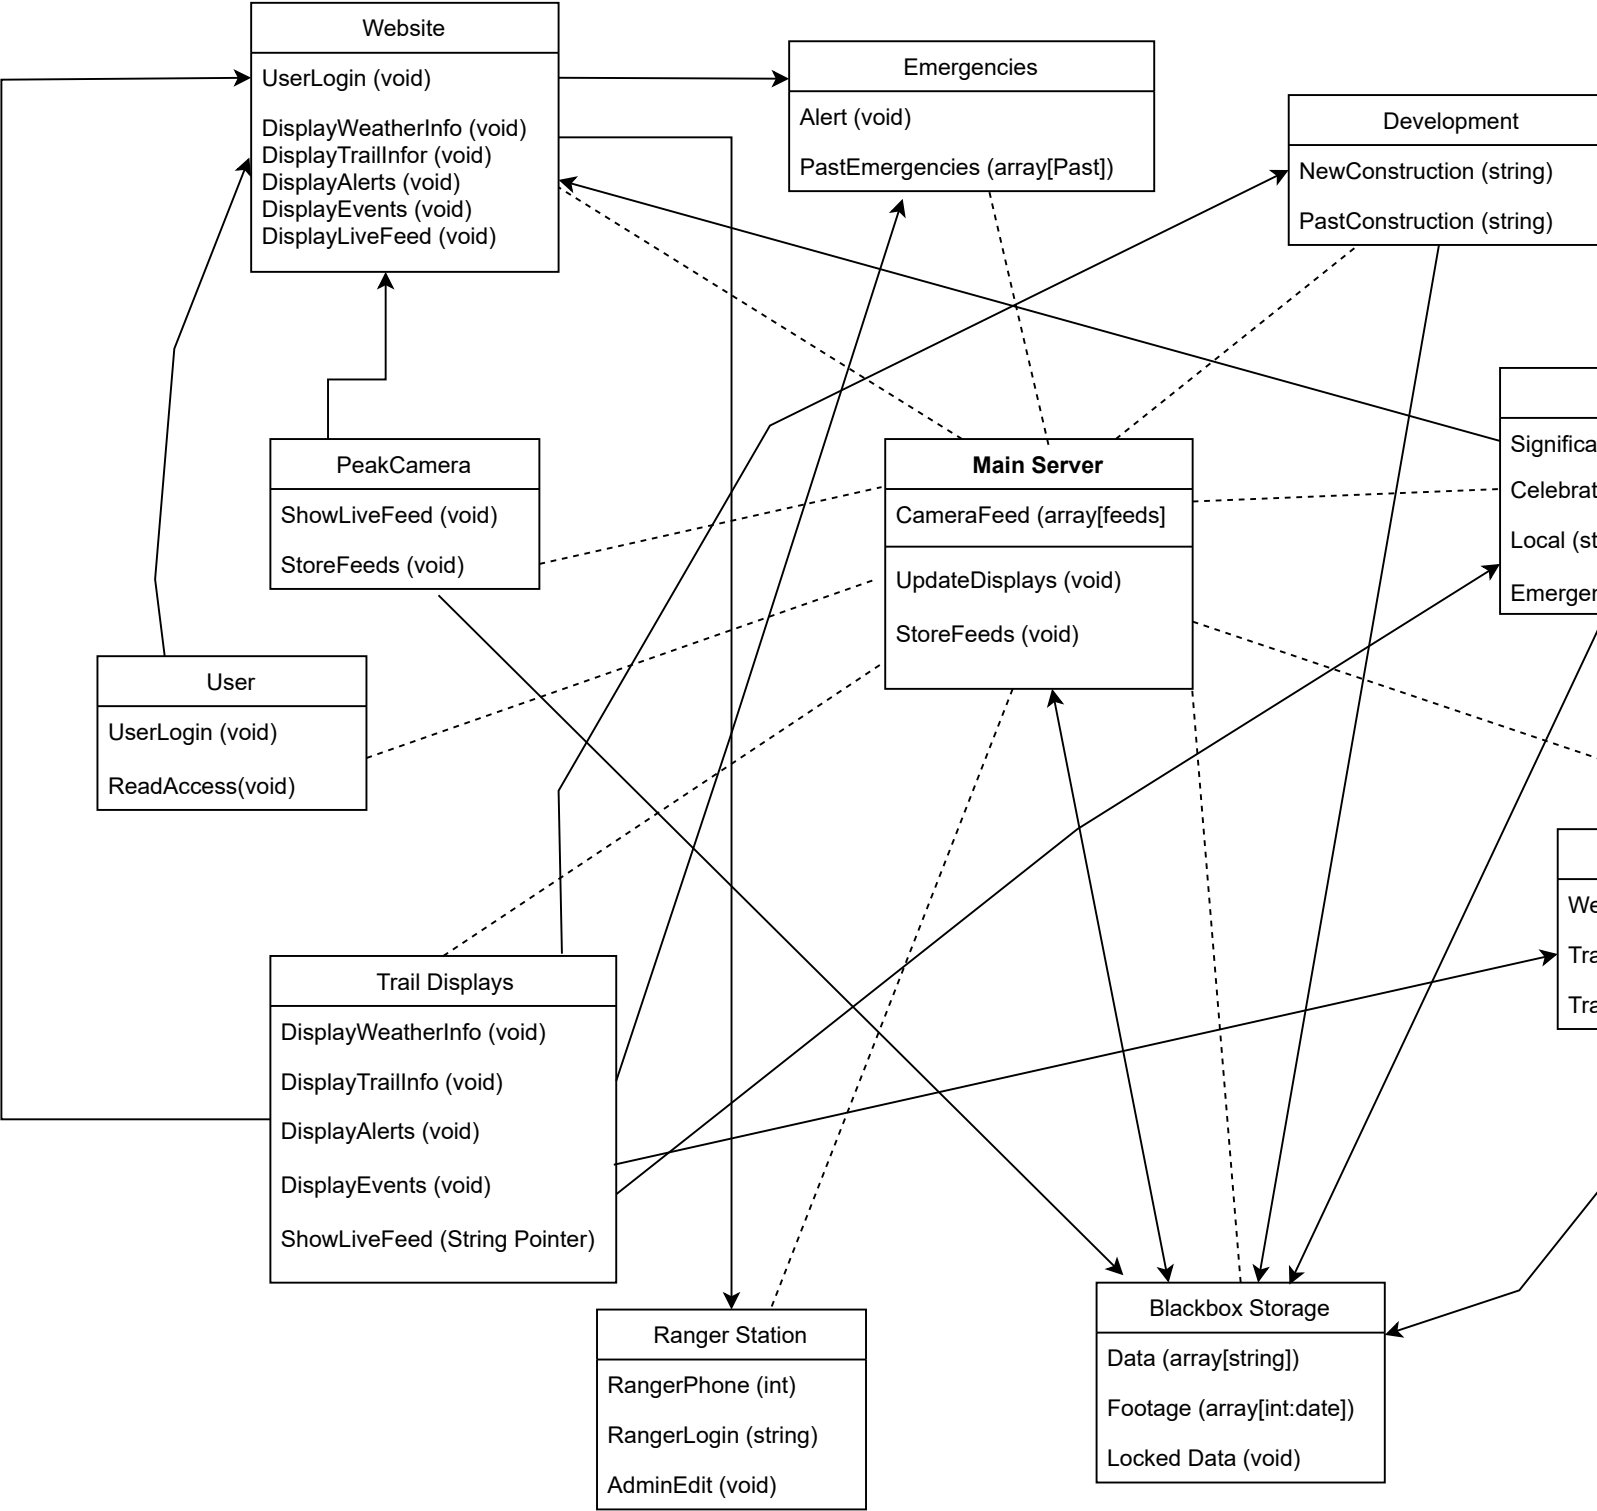 Website
UserLogin (void)
DisplayWeatherInfo (void)
DisplayTrailInfor (void)
DisplayAlerts (void)
DisplayEvents (void)
DisplayLiveFeed (void)
Emergencies
Alert (void)
PastEmergencies (array[Past])
Development
NewConstruction (string)
PastConstruction (string)
PeakCamera
ShowLiveFeed (void)
StoreFeeds (void)
Main Server
CameraFeed (array[feeds]
UpdateDisplays (void)
StoreFeeds (void)
Local
User
UserLogin (void)
ReadAccess(void)
Trail Displays
DisplayWeatherInfo (void)
DisplayTrailInfo (void)
DisplayAlerts (void)
DisplayEvents (void)
ShowLiveFeed (String Pointer)
Ranger Station
RangerPhone (int)
RangerLogin (string)
AdminEdit (void)
Blackbox Storage
Data (array[string])
Footage (array[int:date])
Locked Data (void)